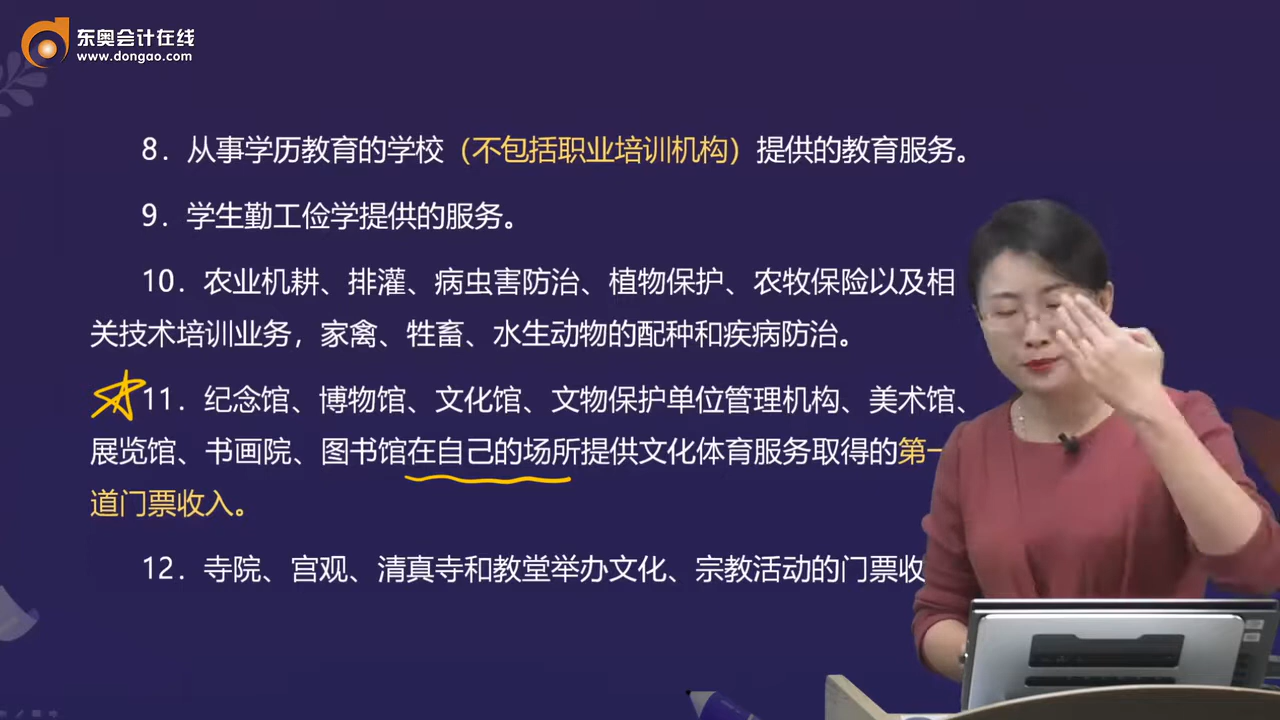 东奥会计在线
www.dongao.com
8．从事学历教育的学校（不包括职业培训机构）提供的教育服务。
9．学生勤工俭学提供的服务。
10．农业机耕、排灌、病虫害防治、植物保护、农牧保险以及相
关技术培训业务，家禽、牲畜、水生动物的配种和疾病防治。
11．纪念馆、博物馆、文化馆、文物保护单位管理机构、美术馆、
展览馆、书画院、图书馆在自己的场所提供文化体育服务取得的第一
道门票收入。
12．寺院、宫观、清真寺和教堂举办文化、宗教活动的门票收